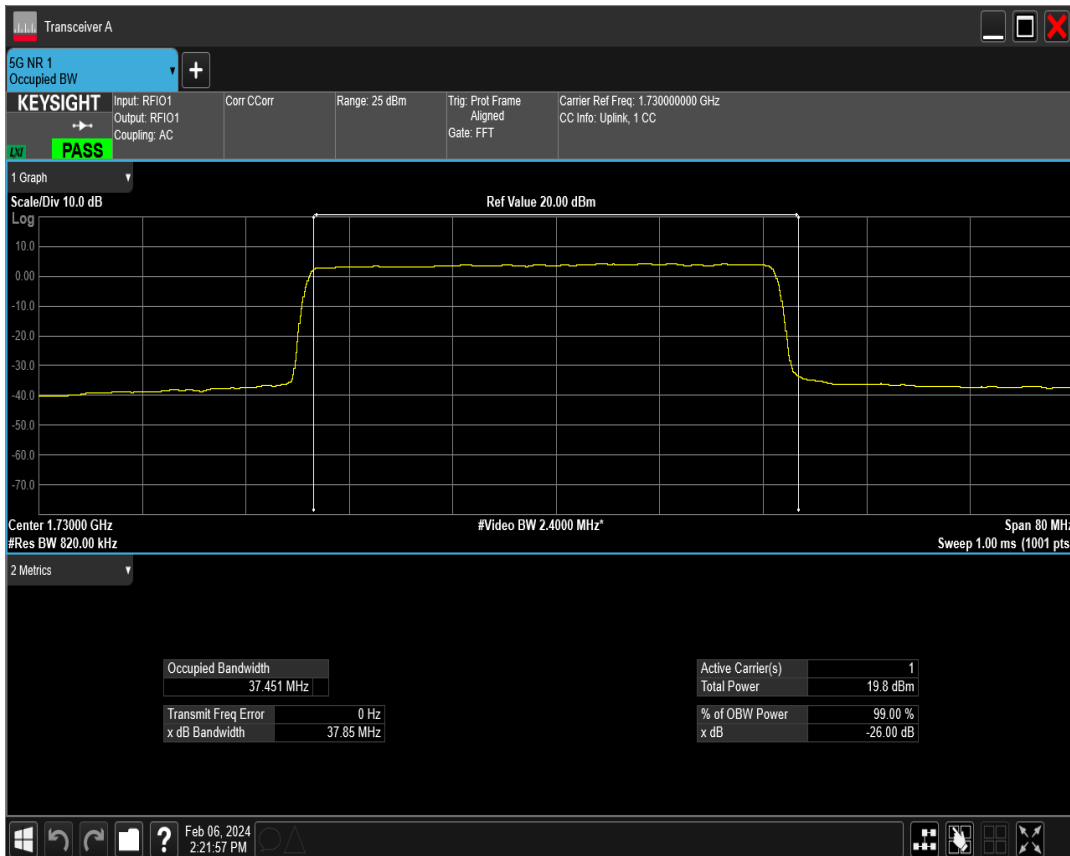 Transceiver A
5G NR 1
Occupied BW
KEYSIGHT
LXI
PASS
Input: RFIO1
Output: RFIO1
Coupling: AC
Corr CCorr
Range: 25 dBm
Trig: Prot Frame
Aligned
Gate: FFT
Carrier Ref Freq: 1.730000000 GHz
CC Info: Uplink, 1 CC
1 Graph
Scale/Div 10.0 dB
Ref Value 20.00 dBm
Log
10.0
0.00
-10.0
-20.0
-30.0
-40.0
-50.0
-60.0
-70.0
Center 1.73000 GHz
#Video BW 2.4000 MHz*
Span 80 MHz
#Res BW 820.00 kHz
Sweep 1.00 ms (1001 pts
2 Metrics
Occupied Bandwidth
37.451 MHz
Transmit Freq Error 0 Hz
x dB Bandwidth 37.85 MHz
Active Carrier(s) 1
Total Power 19.8 dBm
% of OBW Power 99.00 %
x dB -26.00 dB
?
Feb 06, 2024
2:21:57 PM